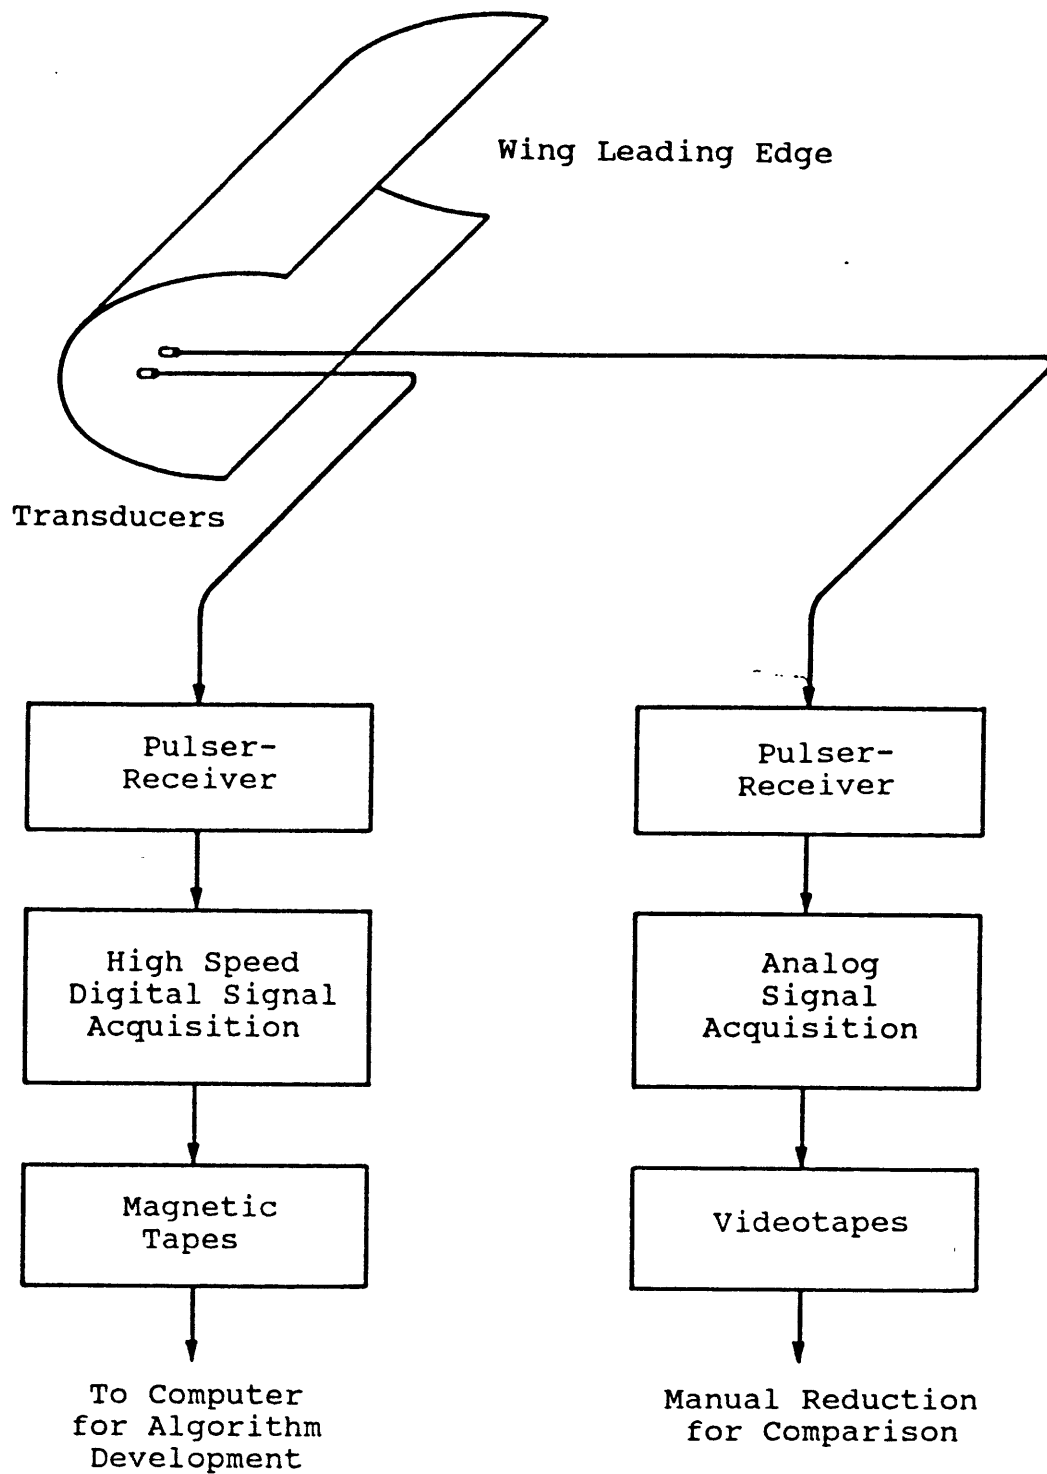 Wing Leading Edge
Transducers
Pulser-
Receiver
High Speed
Digital Signal
Acquisition
Magnetic
Tapes
To Computer
for Algorithm
Development
Pulser-
Receiver
Analog
Signal
Acquisition
Videotapes
Manual Reduction
for Comparison